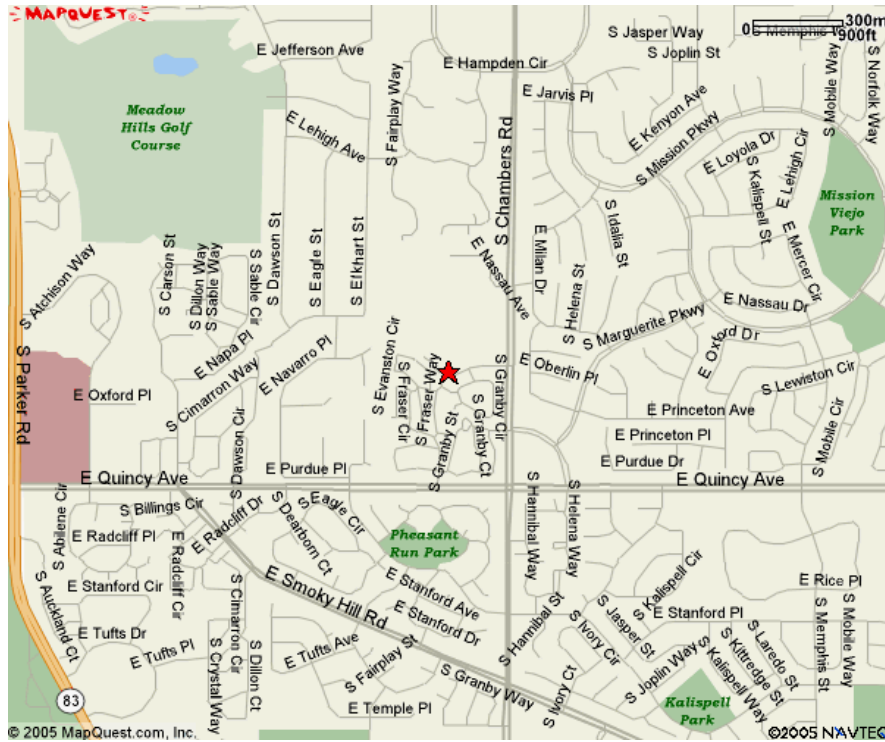 MAPQUEST
300m
0
900ft
S Jasper Way
S Joplin St
S Memphis W
E Jefferson Ave
E Hampden Cir
S Mobile Way
S Norfolk Way
Meadow
Hills Golf
Course
S Fairplay Way
E Jarvis Pl
E Kenyon Ave
E Lehigh Ave
S Chambers Rd
S Mission Pkwy
E Loyola Dr
S Kalispell St
E Lehigh Cir
Mission
Viejo
Park
S Atchison Way
S Carson St
S Dillon Way
S Sable Way
S Sable Cir
S Dawson St
S Eagle St
S Elkhart St
E Nassau Ave
E Milan Dr
S Helena St
S Idalia St
E Mercer Cir
E Nassau Dr
S Marguerite Pkwy
E Oxford Dr
E Napa Pl
E Navarro Pl
S Cimarron Way
S Evanston Cir
S Fraser Cir
S Fraser Way
S Granby St
S Granby Ct
S Granby Cir
E Oberlin Pl
S Lewiston Cir
S Parker Rd
E Oxford Pl
S Dawson Cir
E Princeton Ave
E Princeton Pl
E Purdue Dr
S Mobile Cir
E Purdue Pl
E Quincy Ave
E Quincy Ave
S Abilene Cir
S Billings Cir
E Radcliff Pl
E Radcliff Cir
E Radcliff Dr
S Dearborn Ct
S Eagle Cir
Pheasant
Run Park
S Hannibal Way
S Helena Way
E Stanford Cir
S Auckland Ct
E Tufts Dr
E Tufts Pl
S Cimarron Cir
S Crystal Way
S Dillon Ct
E Smoky Hill Rd
E Stanford Ave
E Stanford Dr
E Tufts Ave
S Fairplay St
S Granby Way
E Temple Pl
S Hannibal St
S Ivory Cir
S Ivory Ct
S Jasper St
S Kalispell Cir
E Stanford Pl
E Rice Pl
S Joplin Way
S Kalispell Way
S Kittredge St
S Laredo St
S Memphis St
S Mobile Way
Kalispell
Park
83
© 2005 MapQuest.com, Inc.
©2005 NAVTEQ